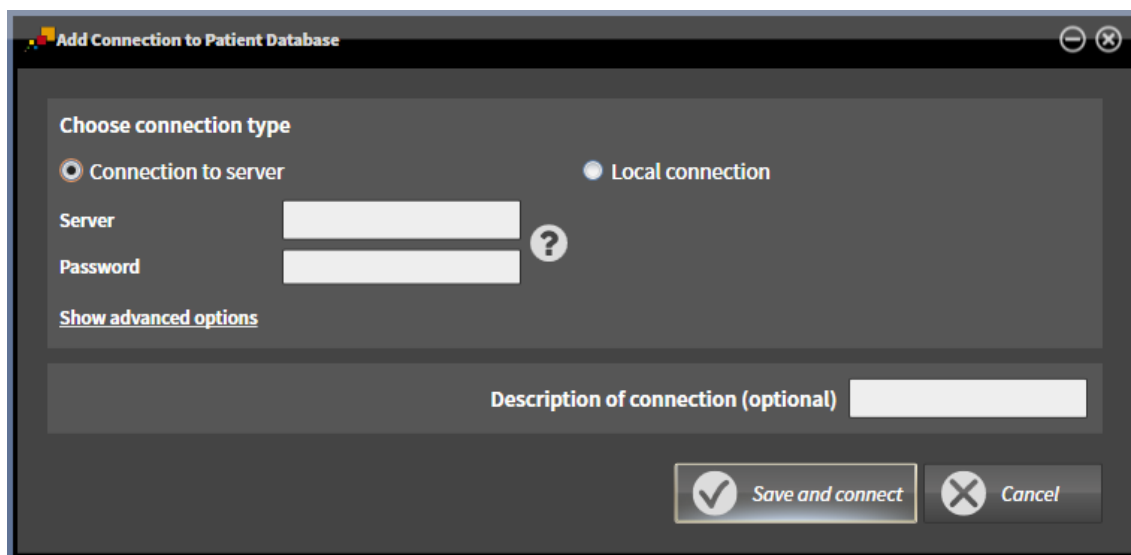 Add Connection to Patient Database
Choose connection type
Connection to server
Local connection
Server
?
Password
Show advanced options
Description of connection (optional)
Save and connect
Cancel